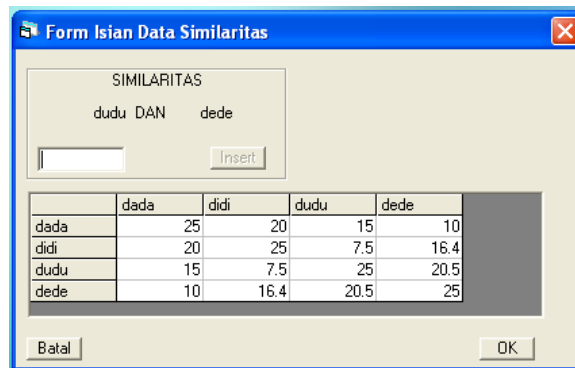 Form Isian Data Similaritas
SIMILARITAS
dudu DAN dede
Insert
dada didi dudu dede
dada 25 20 15 10
didi 20 25 7.5 16.4
dudu 15 7.5 25 20.5
dede 10 16.4 20.5 25
Batal OK